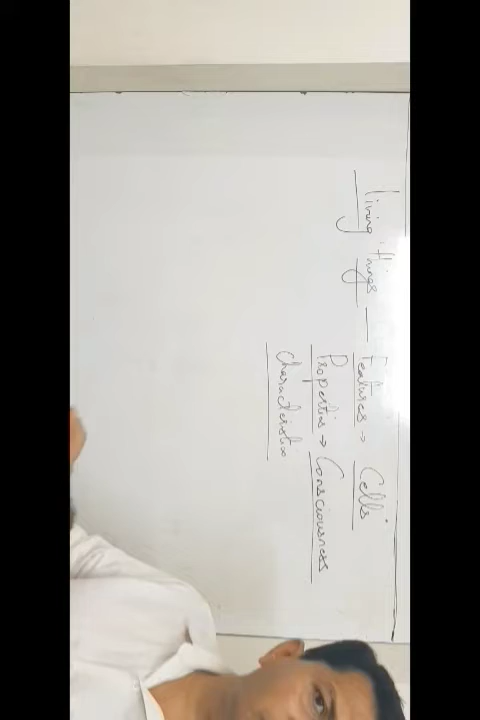 Living things — Features → Cells
Properties → Consciousness
Characteristics